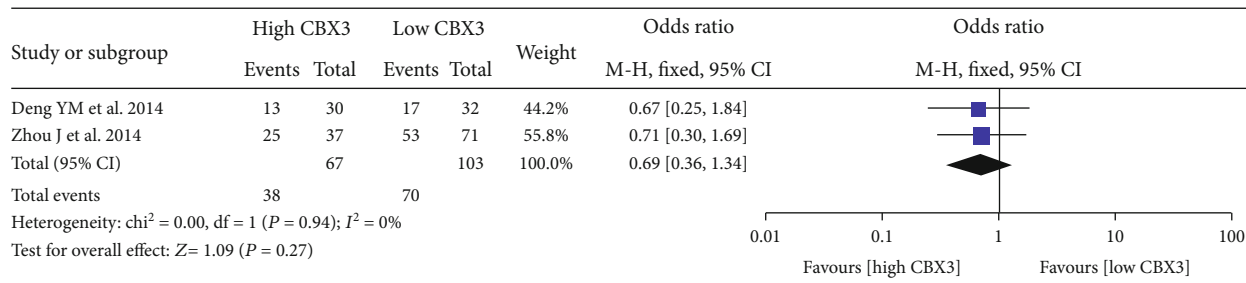 Study or subgroup High CBX3 Low CBX3 Weight Odds ratio Odds ratio
Events Total Events Total M-H, fixed, 95% CI M-H, fixed, 95% CI
Deng YM et al. 2014 13 30 17 32 44.2% 0.67 [0.25, 1.84]
Zhou J et al. 2014 25 37 53 71 55.8% 0.71 [0.30, 1.69]
Total (95% CI) 67 103 100.0% 0.69 [0.36, 1.34]
Total events 38 70
Heterogeneity: chi² = 0.00, df = 1 (P = 0.94); I² = 0%
Test for overall effect: Z= 1.09 (P = 0.27)
0.01 0.1 1 10 100
Favours [high CBX3] Favours [low CBX3]